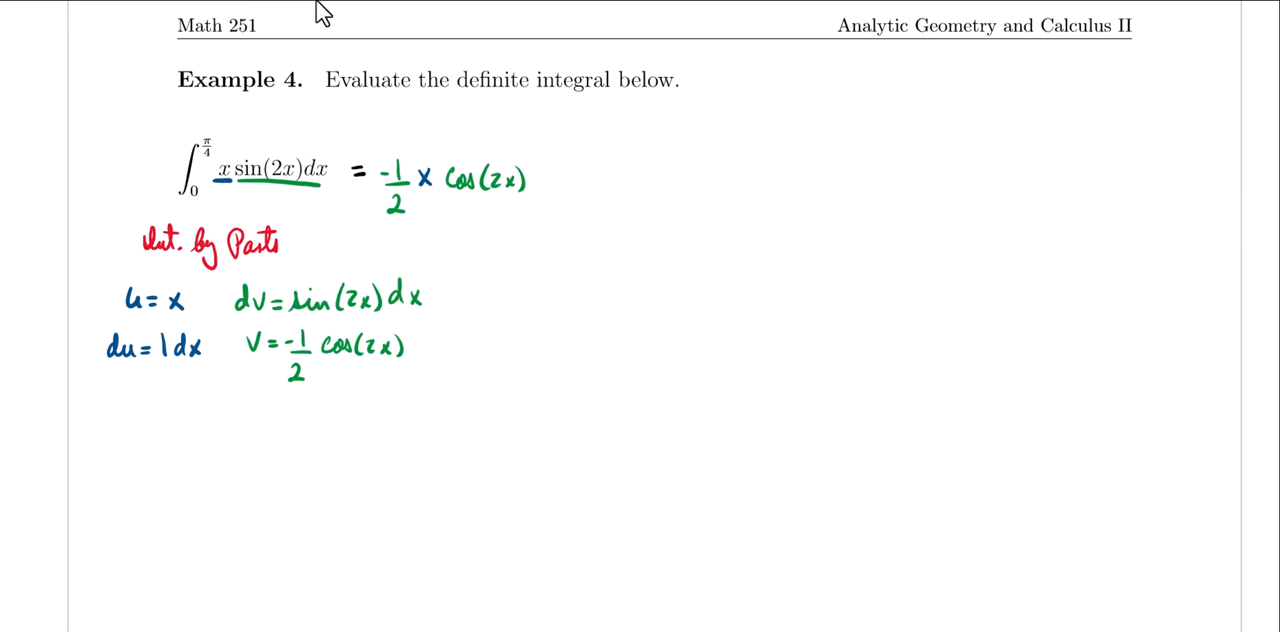 Math 251 Analytic Geometry and Calculus II
Example 4. Evaluate the definite integral below.
∫₀^{π/4} x sin(2x)dx = -1/2 x cos(2x)
Int. by Parts
u = x dv = sin(2x) dx
du = 1 dx v = -1/2 cos(2x)